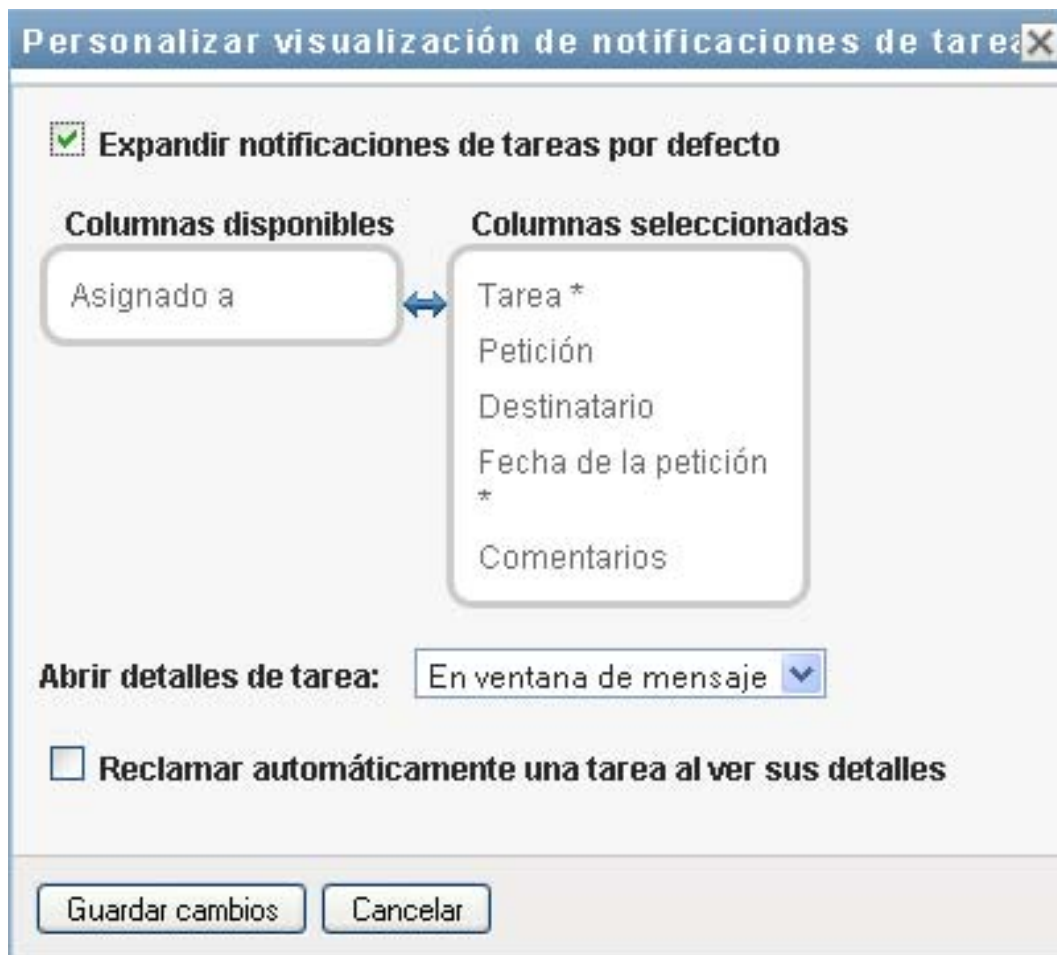 Personalizar visualización de notificaciones de tarea
Expandir notificaciones de tareas por defecto
Columnas disponibles
Columnas seleccionadas
Asignado a
Tarea *
Petición
Destinatario
Fecha de la petición
*
Comentarios
Abrir detalles de tarea:
En ventana de mensaje
Reclamar automáticamente una tarea al ver sus detalles
Guardar cambios
Cancelar